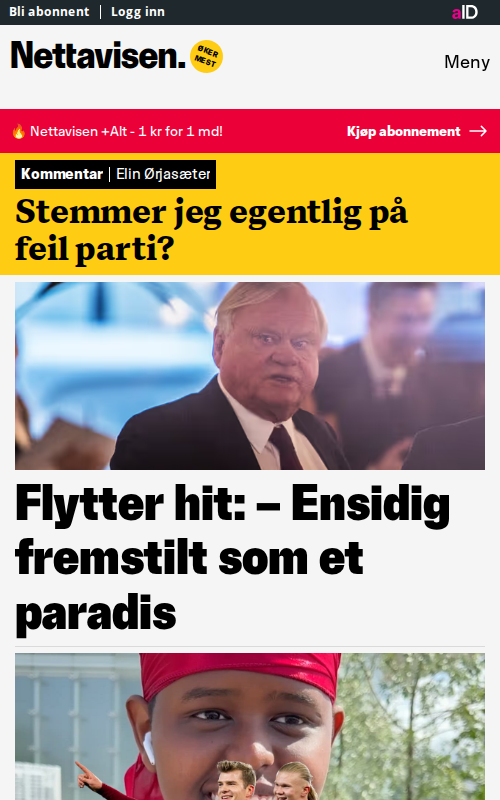 Bli abonnent | Logg inn
aID
Nettavisen.
ØKER
MEST
Meny
🔥 Nettavisen +Alt - 1 kr for 1 md!
Kjøp abonnement →
Kommentar | Elin Ørjasæter
Stemmer jeg egentlig på
feil parti?
Flytter hit: – Ensidig
fremstilt som et
paradis